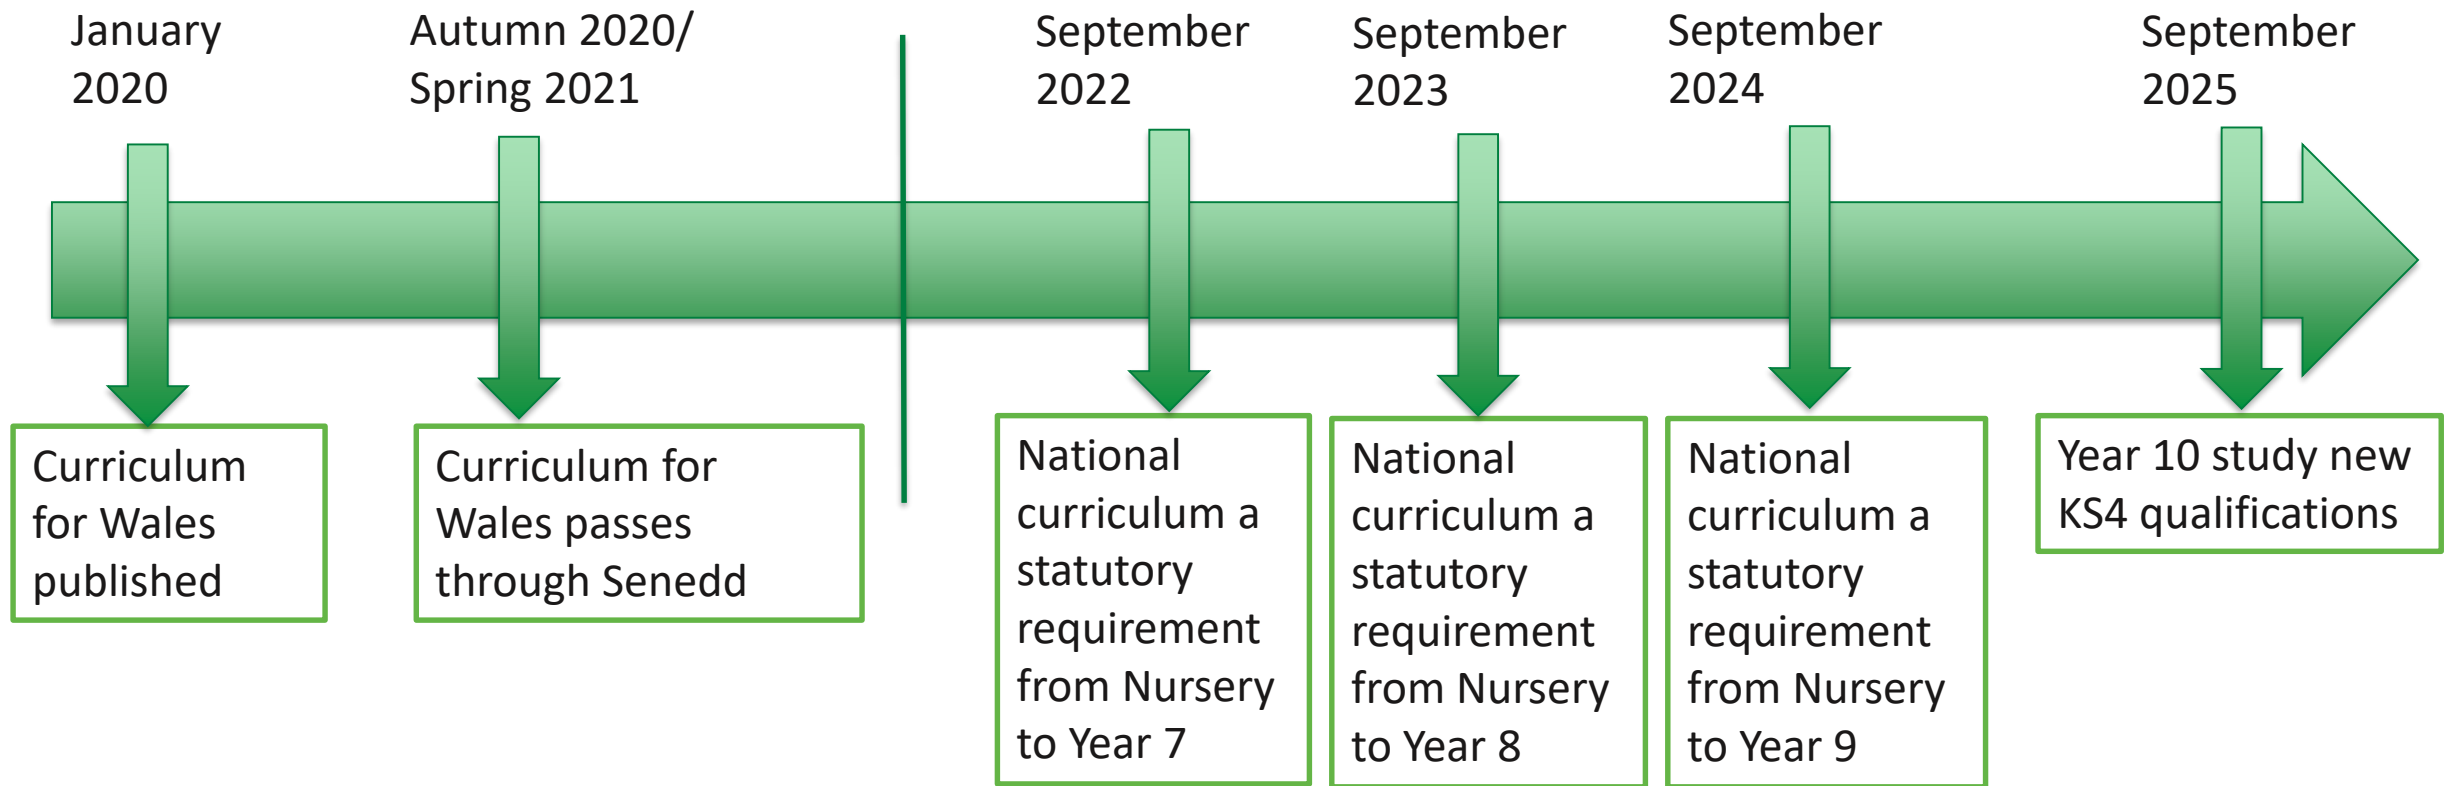 January
2020
Autumn 2020/
Spring 2021
September
2022
September
2023
September
2024
September
2025
Curriculum
for Wales
published
Curriculum for
Wales passes
through Senedd
National
curriculum a
statutory
requirement
from Nursery
to Year 7
National
curriculum a
statutory
requirement
from Nursery
to Year 8
National
curriculum a
statutory
requirement
from Nursery
to Year 9
Year 10 study new
KS4 qualifications